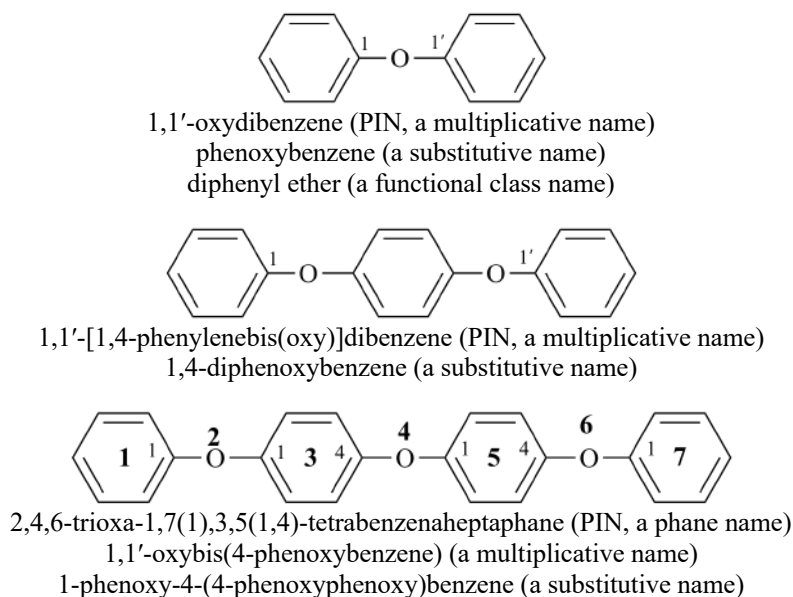 1 O 1′
1,1′-oxydibenzene (PIN, a multiplicative name)
phenoxybenzene (a substitutive name)
diphenyl ether (a functional class name)
1 O O 1′
1,1′-[1,4-phenylenebis(oxy)]dibenzene (PIN, a multiplicative name)
1,4-diphenoxybenzene (a substitutive name)
1 1 2 O 1 3 4 4 O 1 5 4 6 O 1 7
2,4,6-trioxa-1,7(1),3,5(1,4)-tetrabenzenaheptaphane (PIN, a phane name)
1,1′-oxybis(4-phenoxybenzene) (a multiplicative name)
1-phenoxy-4-(4-phenoxyphenoxy)benzene (a substitutive name)